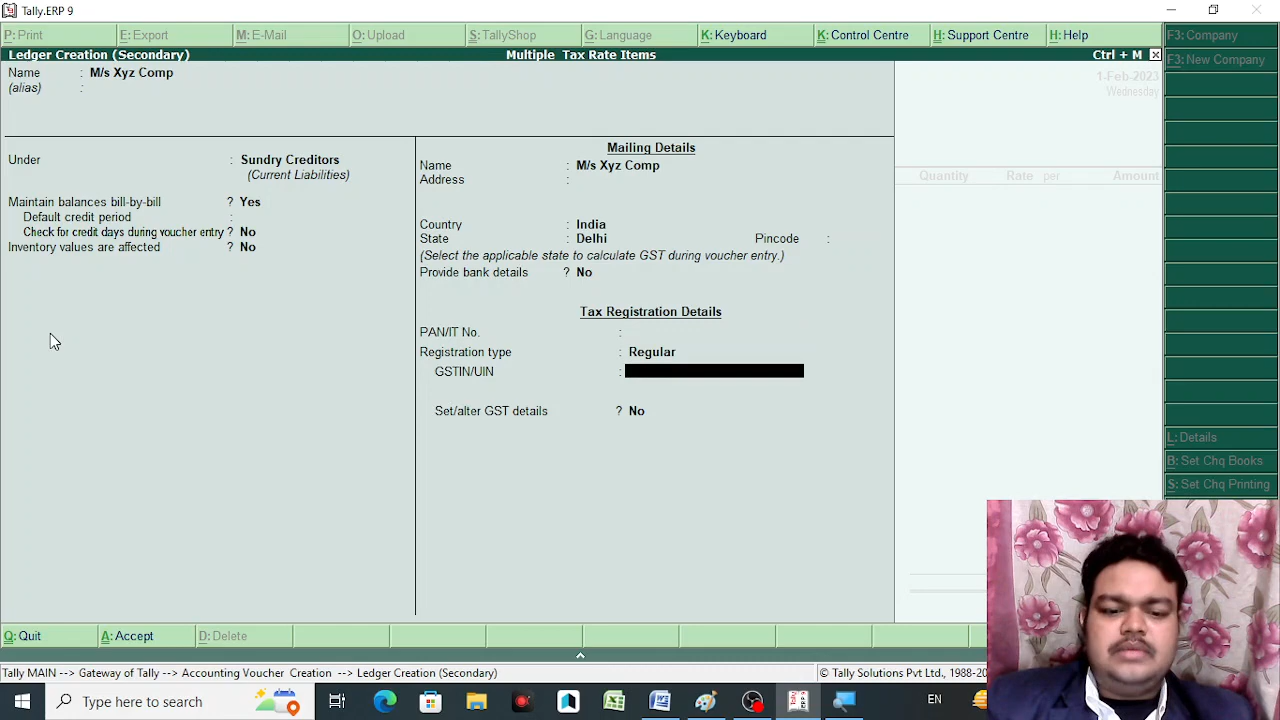 Tally.ERP 9
P: Print E: Export M: E-Mail O: Upload S: TallyShop G: Language K: Keyboard K: Control Centre H: Support Centre H: Help F3: Company
Ledger Creation (Secondary) Multiple Tax Rate Items Ctrl + M F3: New Company
Name : M/s Xyz Comp 1-Feb-2023
(alias) : Wednesday
Mailing Details
Under : Sundry Creditors Name : M/s Xyz Comp
(Current Liabilities) Address : Quantity Rate per Amount
Maintain balances bill-by-bill ? Yes
Default credit period : Country : India
Check for credit days during voucher entry ? No State : Delhi Pincode :
Inventory values are affected ? No (Select the applicable state to calculate GST during voucher entry.)
Provide bank details ? No
Tax Registration Details
PAN/IT No. :
Registration type : Regular
GSTIN/UIN :
Set/alter GST details ? No
L: Details
B: Set Chq Books
S: Set Chq Printing
Q: Quit A: Accept D: Delete
Tally MAIN --> Gateway of Tally --> Accounting Voucher Creation --> Ledger Creation (Secondary) © Tally Solutions Pvt Ltd., 1988-
Type here to search EN